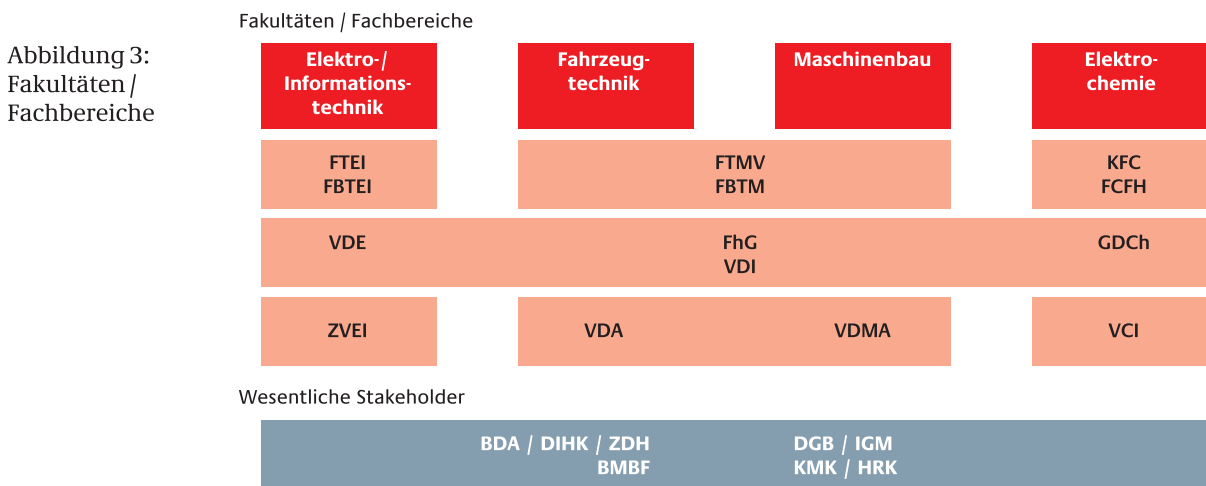 Fakultäten / Fachbereiche
Abbildung 3:
Fakultäten /
Fachbereiche
Elektro-/
Informations-
technik
Fahrzeug-
technik
Maschinenbau
Elektro-
chemie
FTEI
FBTEI
FTMV
FBTM
KFC
FCFH
VDE
FhG
VDI
GDCh
ZVEI
VDA
VDMA
VCI
Wesentliche Stakeholder
BDA / DIHK / ZDH
BMBF
DGB / IGM
KMK / HRK